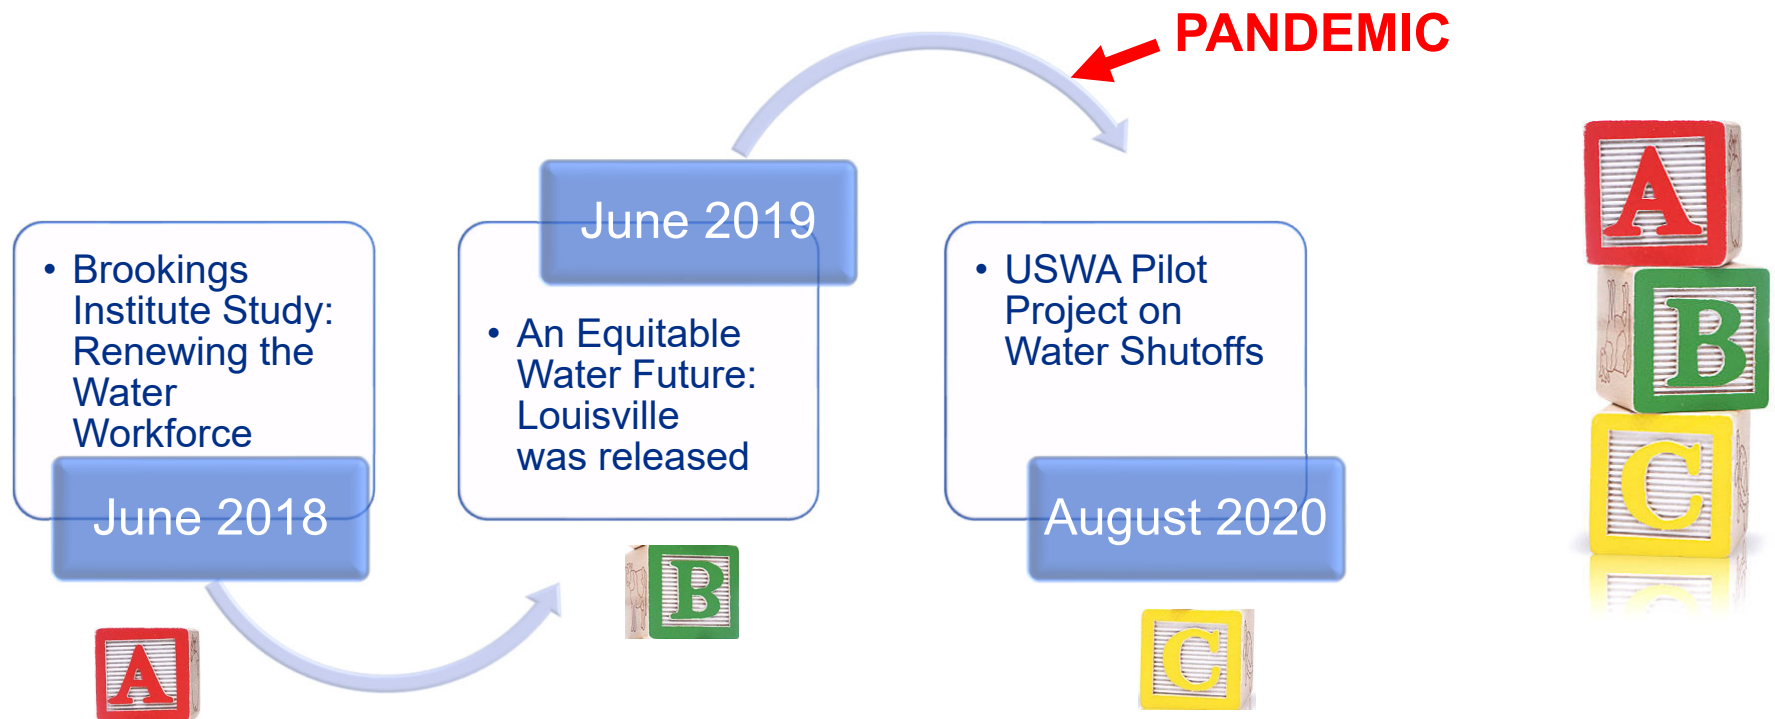 PANDEMIC
• Brookings
Institute Study:
Renewing the
Water
Workforce
June 2018
A
June 2019
• An Equitable
Water Future:
Louisville
was released
B
• USWA Pilot
Project on
Water Shutoffs
August 2020
C
A
B
C